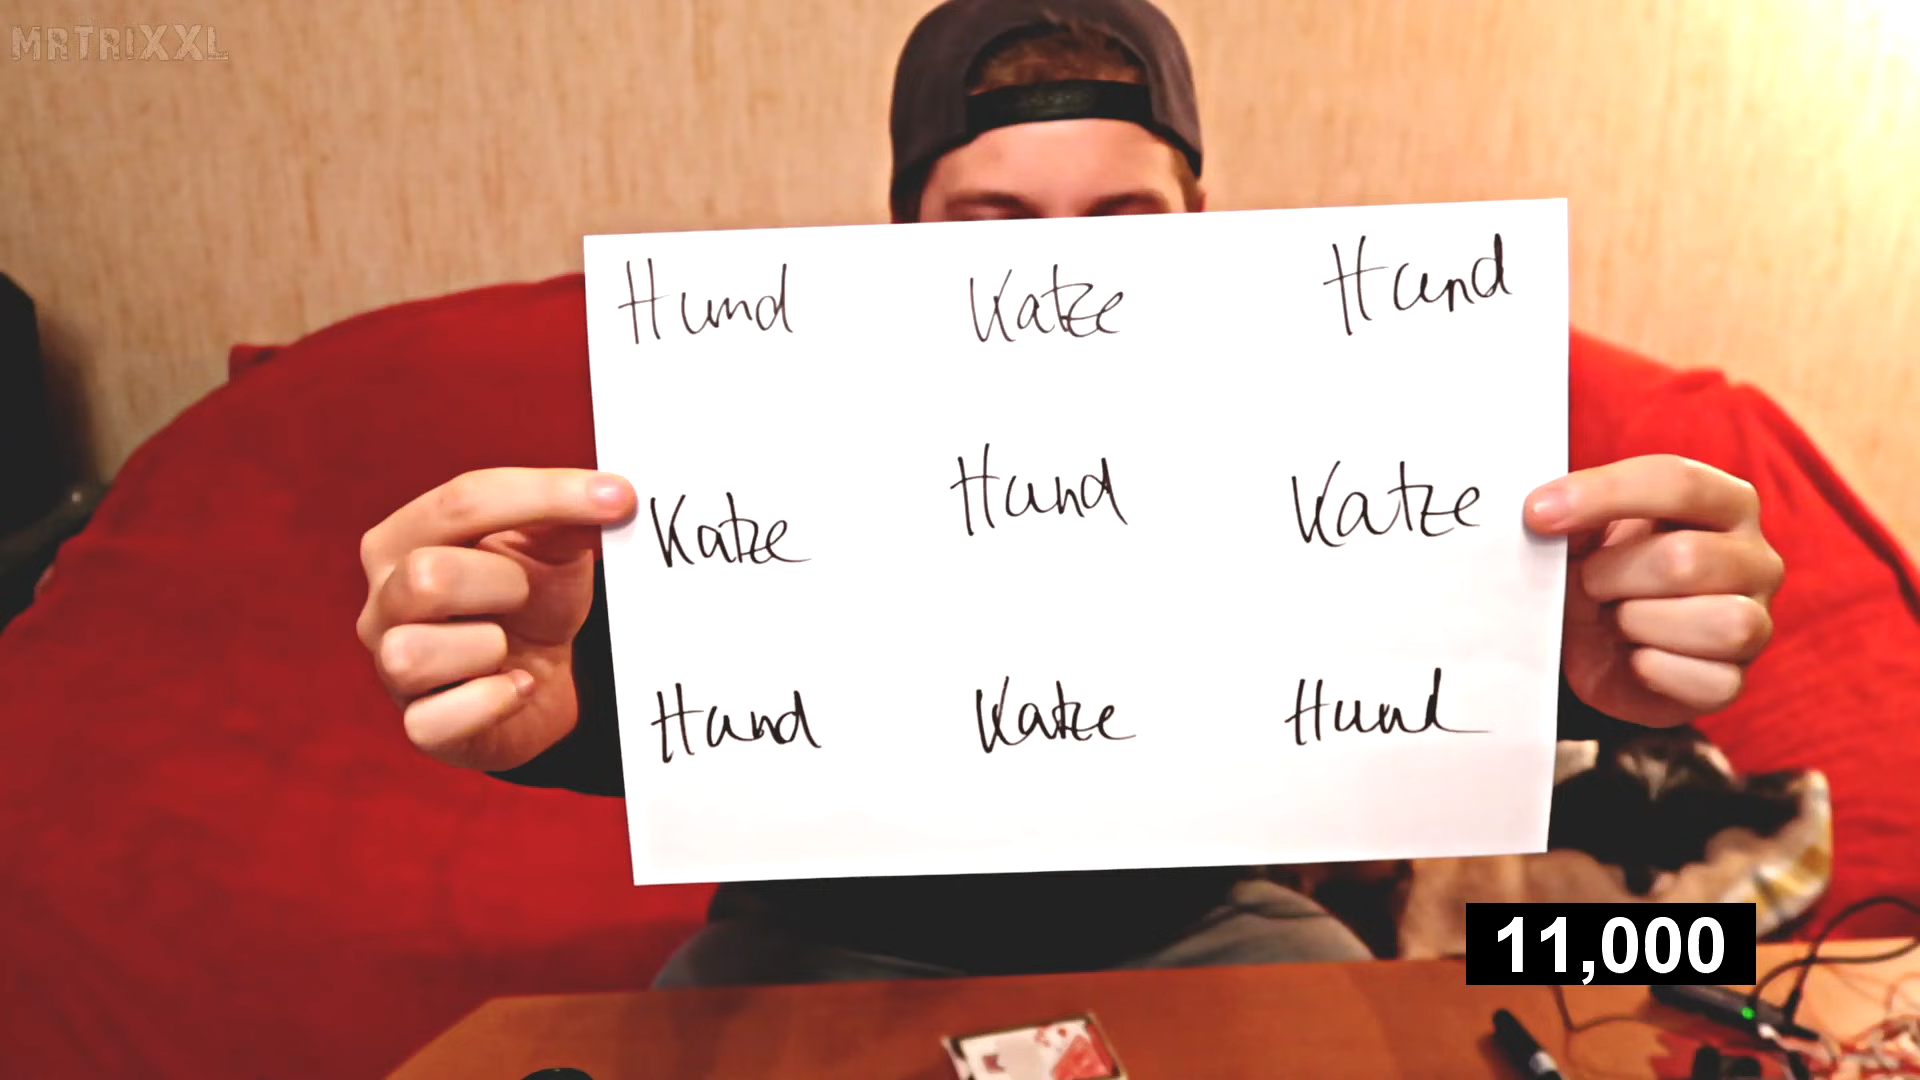 MRTRIXXL
Hund Katze Hund
Katze Hund Katze
Hund Katze Hund
11,000